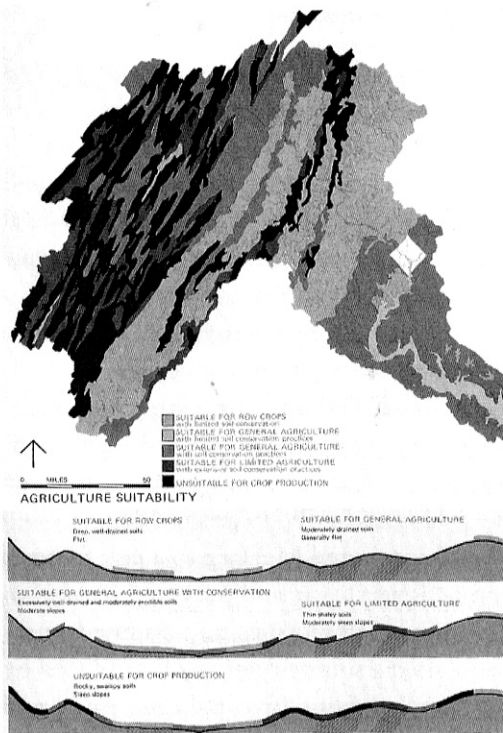 SUITABLE FOR ROW CROPS
with limited soil conservation
SUITABLE FOR GENERAL AGRICULTURE
with limited soil conservation practices
SUITABLE FOR GENERAL AGRICULTURE
with soil conservation practices
SUITABLE FOR LIMITED AGRICULTURE
with extensive soil conservation practices
UNSUITABLE FOR CROP PRODUCTION
0 MILES 50
AGRICULTURE SUITABILITY
SUITABLE FOR ROW CROPS
Deep, well-drained soils
Flat
SUITABLE FOR GENERAL AGRICULTURE
Moderately drained soils
Generally flat
SUITABLE FOR GENERAL AGRICULTURE WITH CONSERVATION
Excessively well-drained and moderately erodible soils
Moderate slopes
SUITABLE FOR LIMITED AGRICULTURE
Thin shaley soils
Moderately steep slopes
UNSUITABLE FOR CROP PRODUCTION
Rocky, swampy soils
Steep slopes